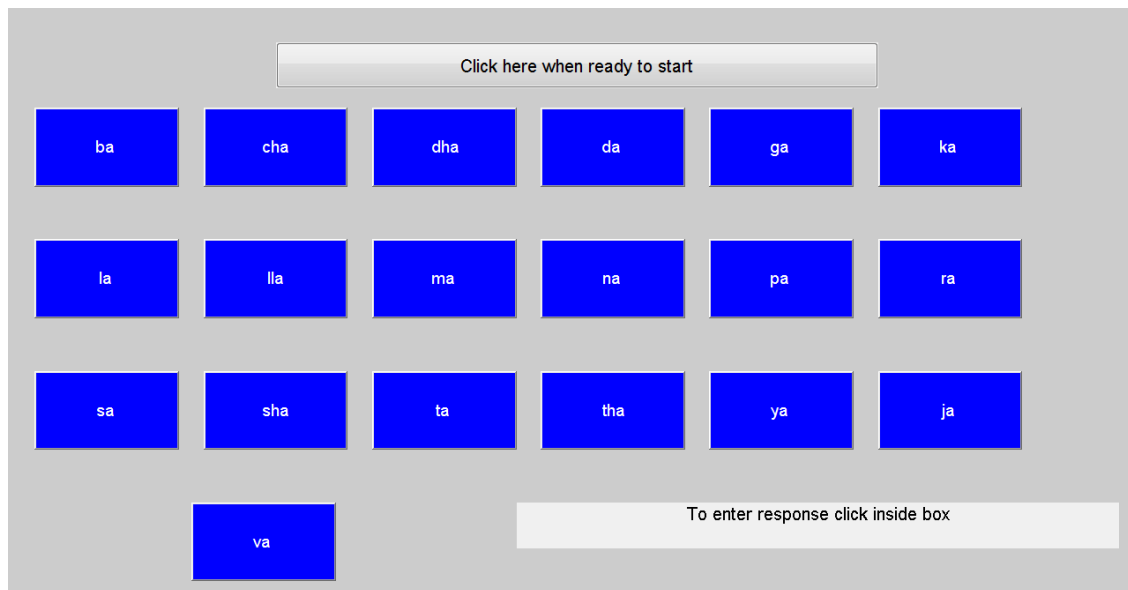 Click here when ready to start
ba cha dha da ga ka
la lla ma na pa ra
sa sha ta tha ya ja
va To enter response click inside box